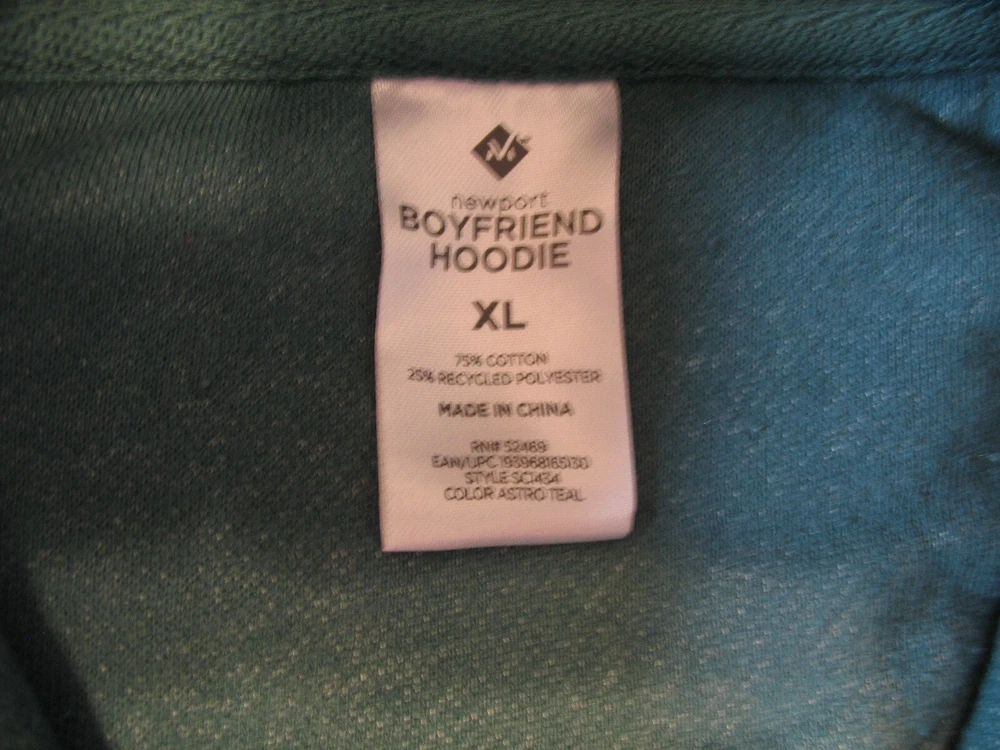 newport
BOYFRIEND
HOODIE
XL
75% COTTON
25% RECYCLED POLYESTER
MADE IN CHINA
RN# 52469
EAN/UPC 193968165130
STYLE SC1434
COLOR ASTRO TEAL